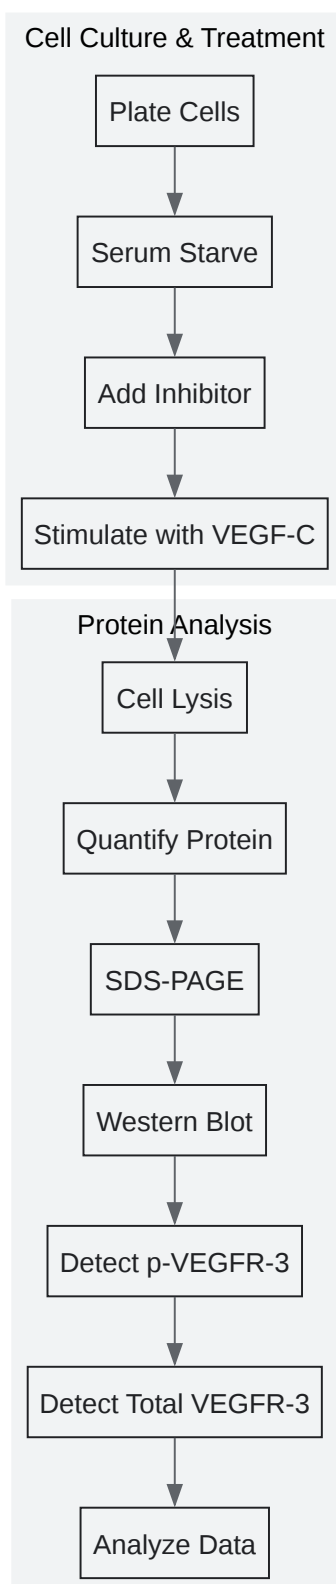 Cell Culture & Treatment
Plate Cells
Serum Starve
Add Inhibitor
Stimulate with VEGF-C
Protein Analysis
Cell Lysis
Quantify Protein
SDS-PAGE
Western Blot
Detect p-VEGFR-3
Detect Total VEGFR-3
Analyze Data